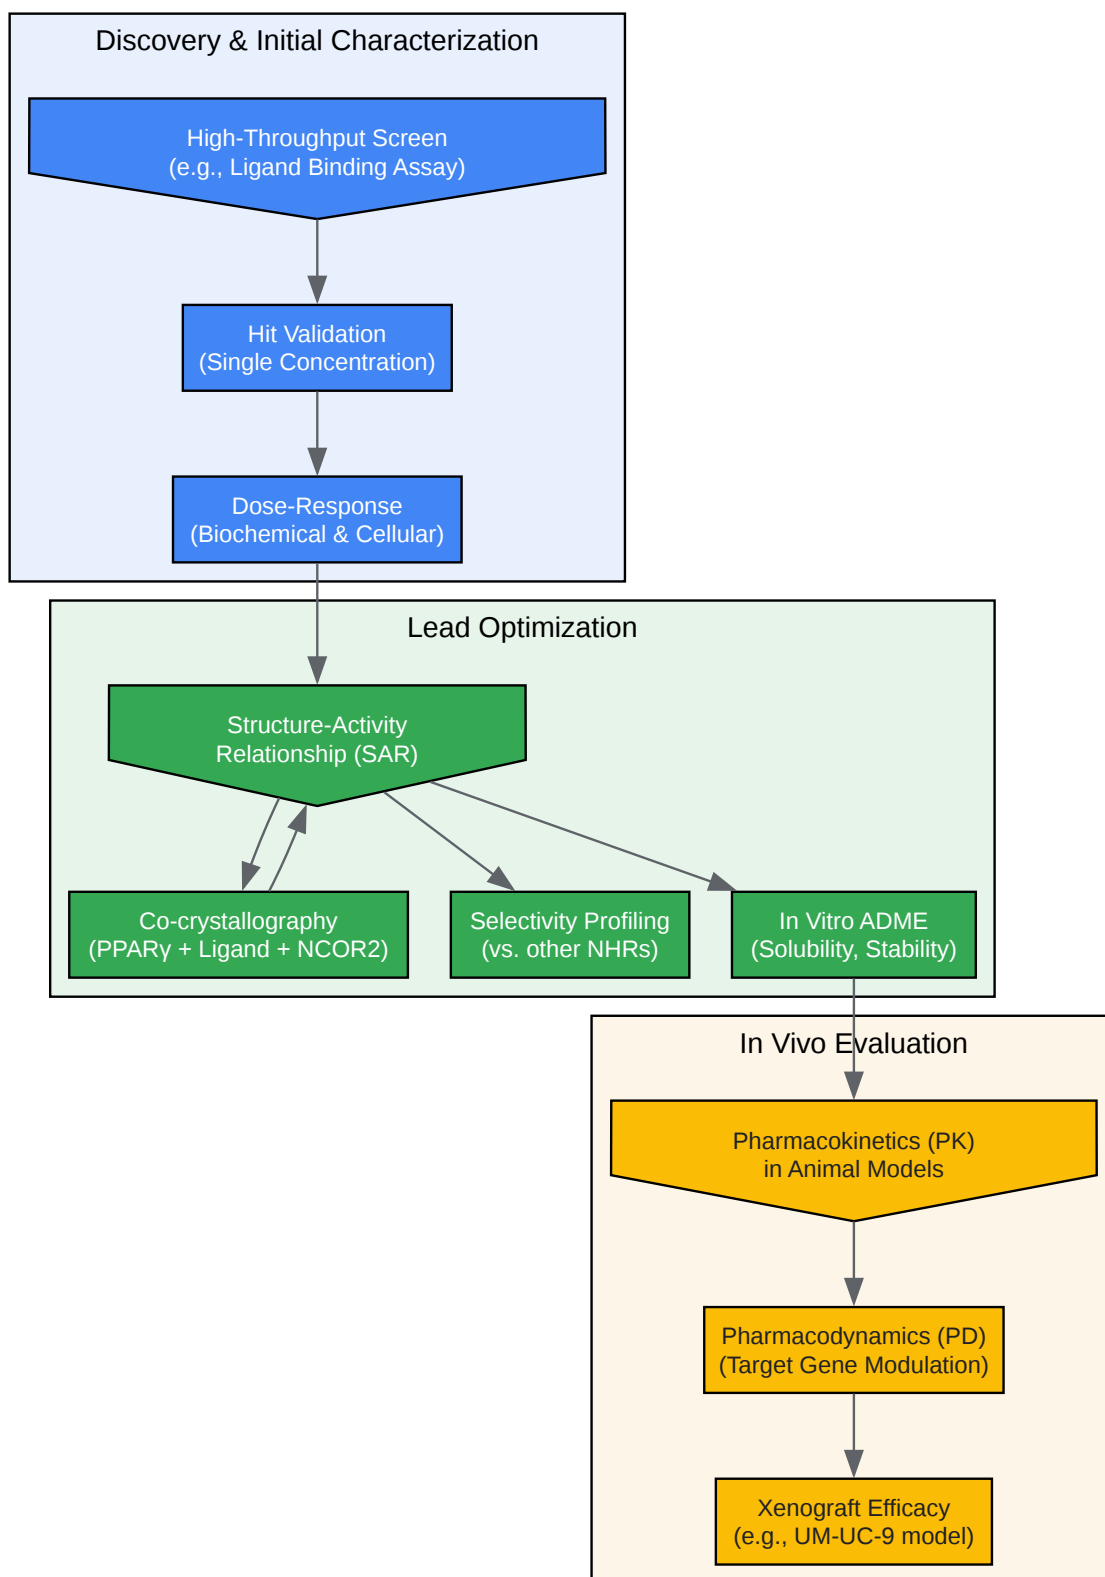 Discovery & Initial Characterization
High-Throughput Screen
(e.g., Ligand Binding Assay)
Hit Validation
(Single Concentration)
Dose-Response
(Biochemical & Cellular)
Lead Optimization
Structure-Activity
Relationship (SAR)
Co-crystallography
(PPARγ + Ligand + NCOR2)
Selectivity Profiling
(vs. other NHRs)
In Vitro ADME
(Solubility, Stability)
In Vivo Evaluation
Pharmacokinetics (PK)
in Animal Models
Pharmacodynamics (PD)
(Target Gene Modulation)
Xenograft Efficacy
(e.g., UM-UC-9 model)